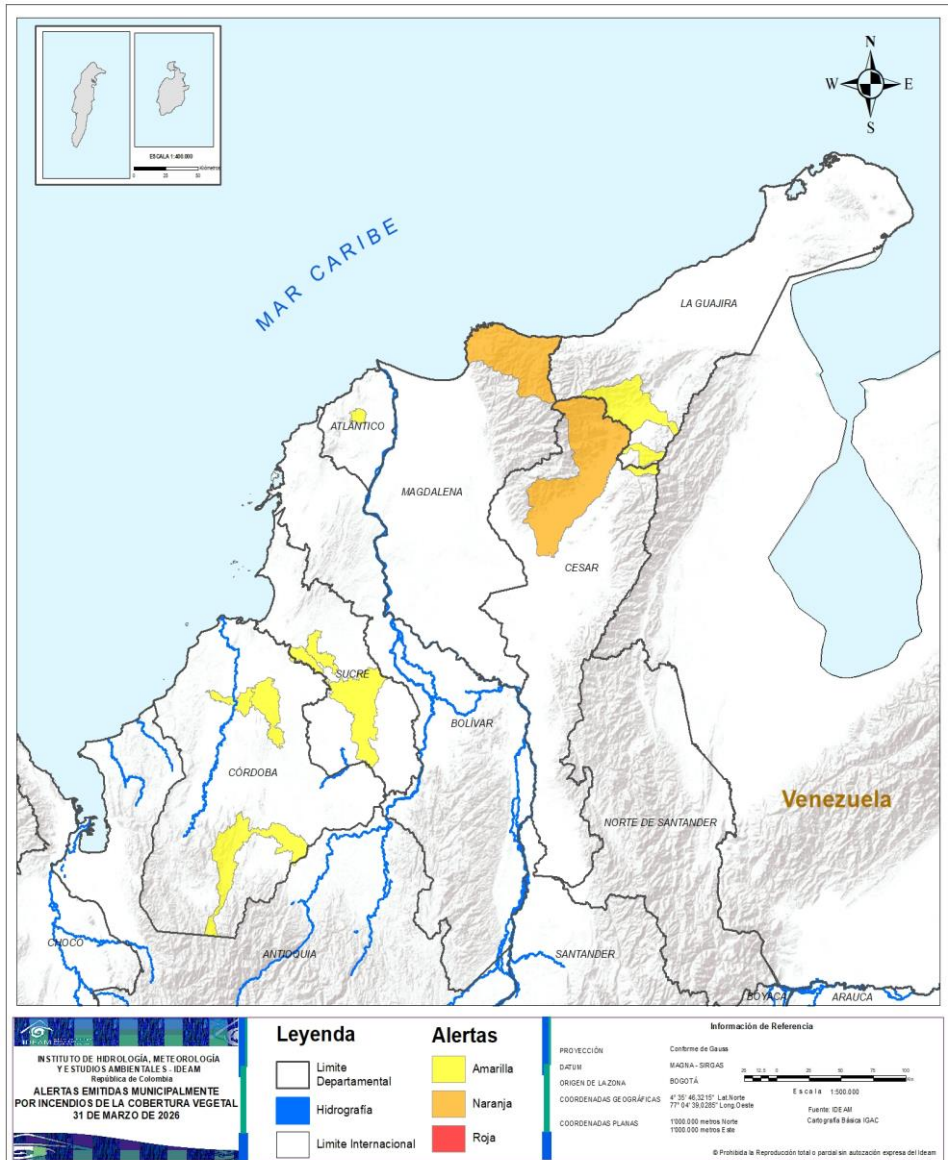 ESCALA 1:400.000
Kilómetros
N
W E
S
MAR CARIBE
LA GUAJIRA
ATLÁNTICO
MAGDALENA
CESAR
SUCRE
BOLÍVAR
CÓRDOBA
Venezuela
NORTE DE SANTANDER
CHOCO
ANTIOQUIA
SANTANDER
BOYACÁ
ARAUCA
IDEAM
INSTITUTO DE HIDROLOGÍA, METEOROLOGÍA
Y ESTUDIOS AMBIENTALES - IDEAM
República de Colombia
ALERTAS EMITIDAS MUNICIPALMENTE
POR INCENDIOS DE LA COBERTURA VEGETAL
31 DE MARZO DE 2026
Leyenda
Limite
Departamental
Hidrografía
Limite Internacional
Alertas
Amarilla
Naranja
Roja
Información de Referencia
PROYECCIÓN Conforme de Gauss
DATUM MAGNA - SIRGAS
ORIGEN DE LA ZONA BOGOTÁ
COORDENADAS GEOGRÁFICAS 4° 35' 46,3215" Lat.Norte
77° 04' 39,0285" Long.Oeste
COORDENADAS PLANAS 1'000.000 metros Norte
1'000.000 metros Este
Escala 1:500.000
Fuente: IDEAM
Cartografía Básica IGAC
© Prohibida la Reproducción total o parcial sin autorización expresa del Ideam